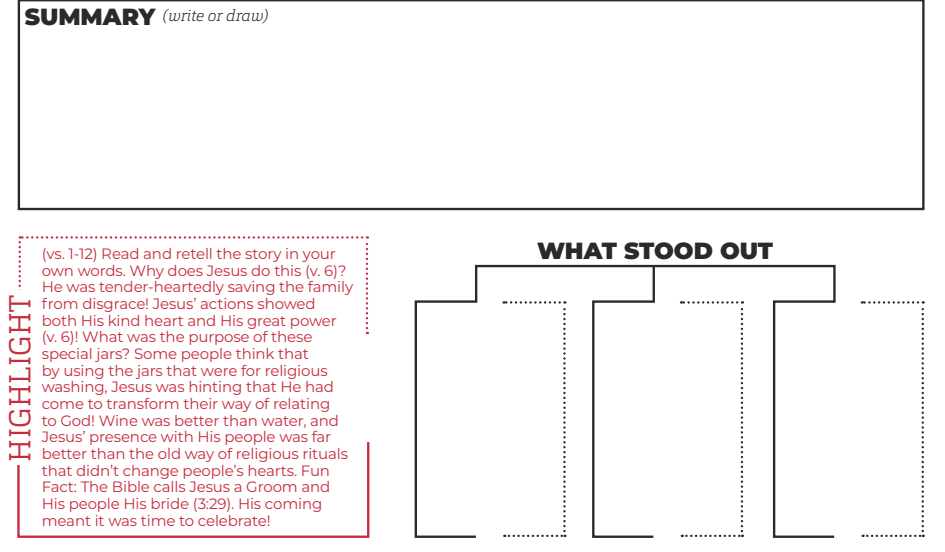 SUMMARY (write or draw)
(vs. 1-12) Read and retell the story in your
own words. Why does Jesus do this (v. 6)?
He was tender-heartedly saving the family
from disgrace! Jesus’ actions showed
both His kind heart and His great power
(v. 6)! What was the purpose of these
special jars? Some people think that
by using the jars that were for religious
washing, Jesus was hinting that He had
come to transform their way of relating
to God! Wine was better than water, and
Jesus’ presence with His people was far
better than the old way of religious rituals
that didn’t change people’s hearts. Fun
Fact: The Bible calls Jesus a Groom and
His people His bride (3:29). His coming
meant it was time to celebrate!
HIGHLIGHT
WHAT STOOD OUT